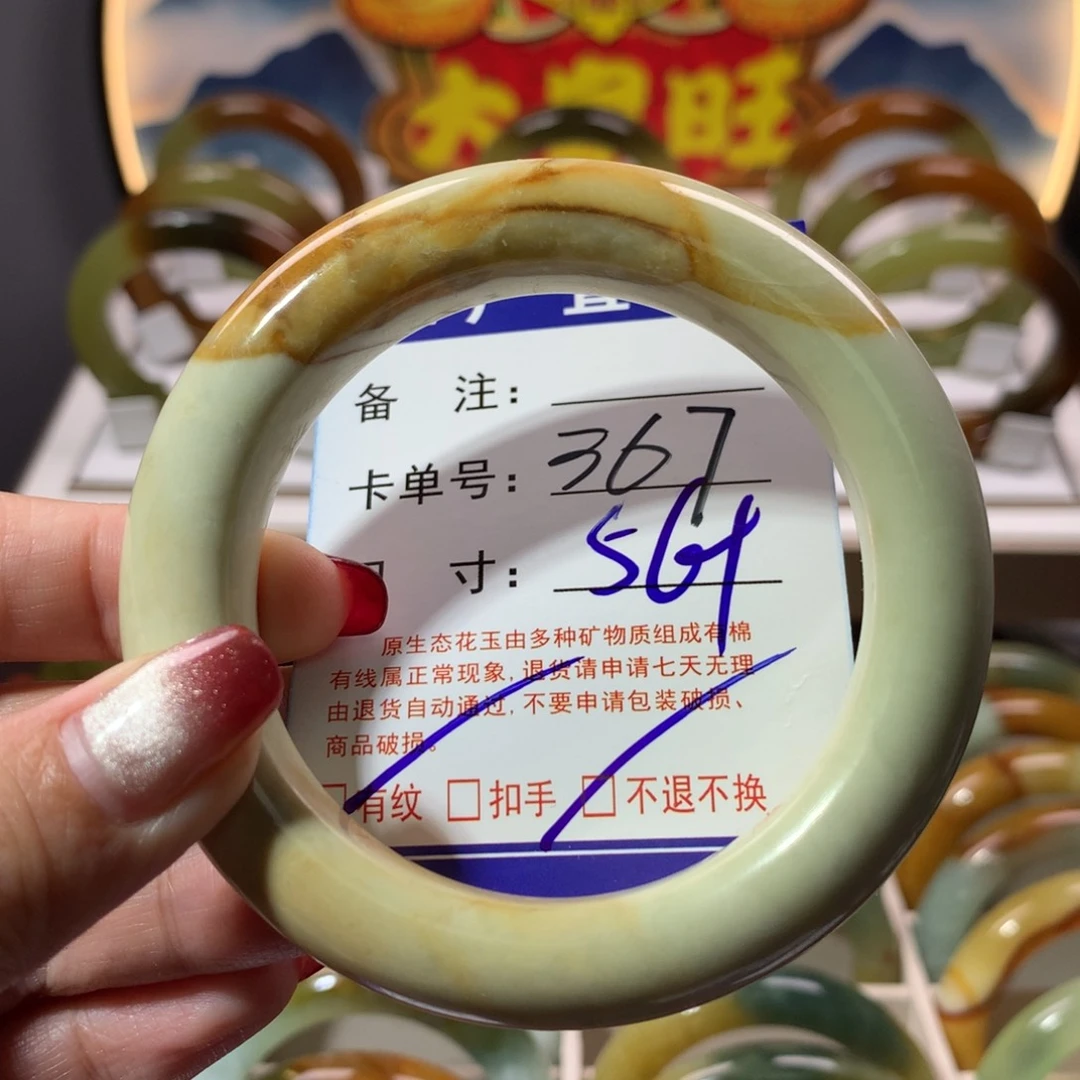 旺
备 注：
卡单号：367
寸：561
原生态花玉由多种矿物质组成有棉
有线属正常现象，退货请申请七天无理
由退货自动通过，不要申请包装破损、
商品破损。
□有纹 □扣手 □不退不换。